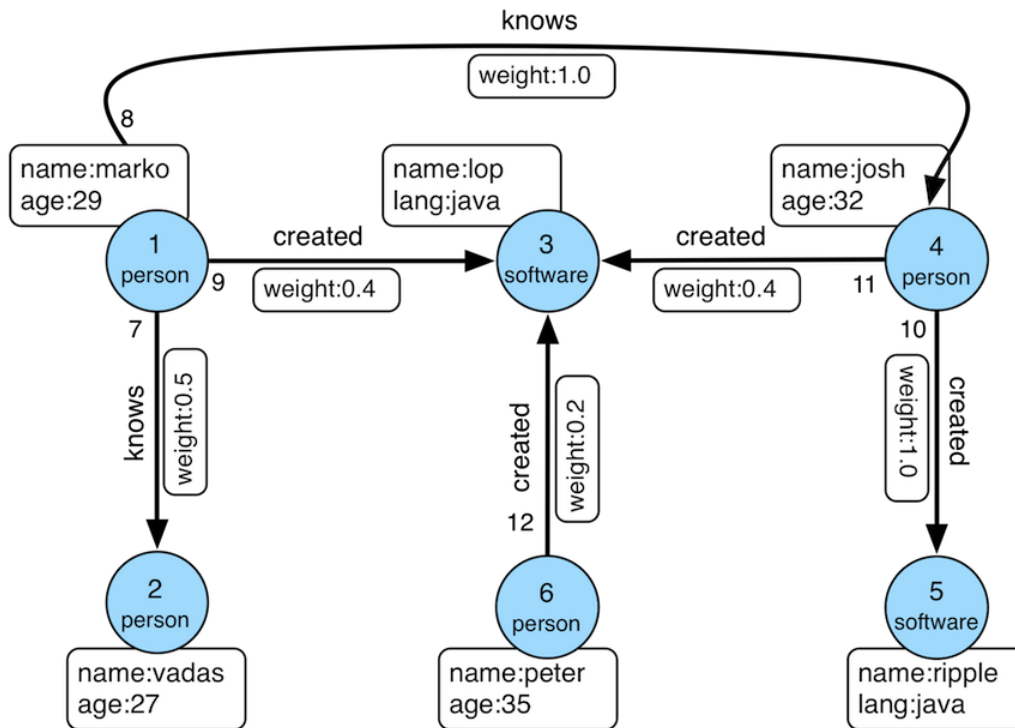 knows
weight:1.0
8
name:marko
age:29
name:lop
lang:java
name:josh
age:32
1
person
created
9
weight:0.4
3
software
created
weight:0.4
11
4
person
7
knows
weight:0.5
created
weight:0.2
12
10
weight:1.0
created
2
person
name:vadas
age:27
6
person
name:peter
age:35
5
software
name:ripple
lang:java